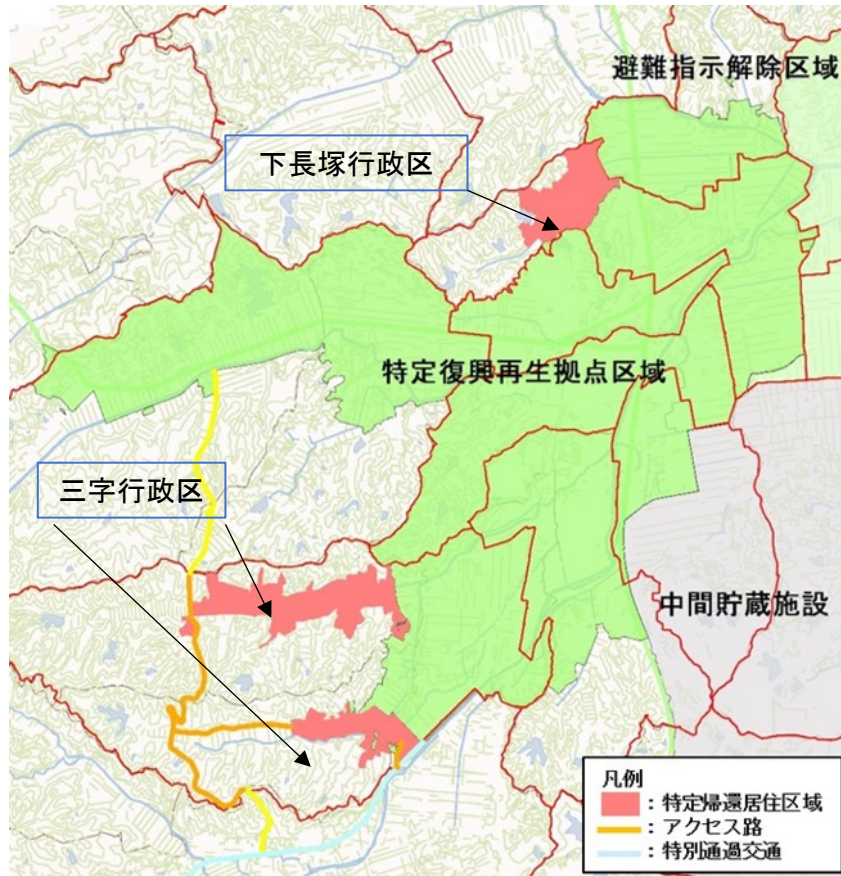 避難指示解除区域
下長塚行政区
特定復興再生拠点区域
三字行政区
中間貯蔵施設
凡例
：特定帰還居住区域
：アクセス路
：特別通過交通